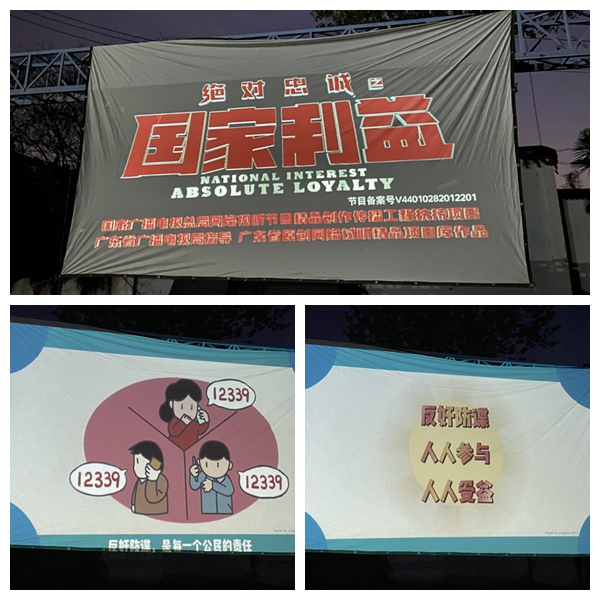 绝对忠诚之
国家利益
NATIONAL INTEREST
ABSOLUTE LOYALTY
节目备案号V44010282012201
国家广播电视总局网络视听节目精品创作传播工程扶持项目
广东省广播电视局指导 广东省原创网络视听精品项目库作品
12339
12339
12339
反奸防谍，是每一个公民的责任
反奸防谍
人人参与
人人受益